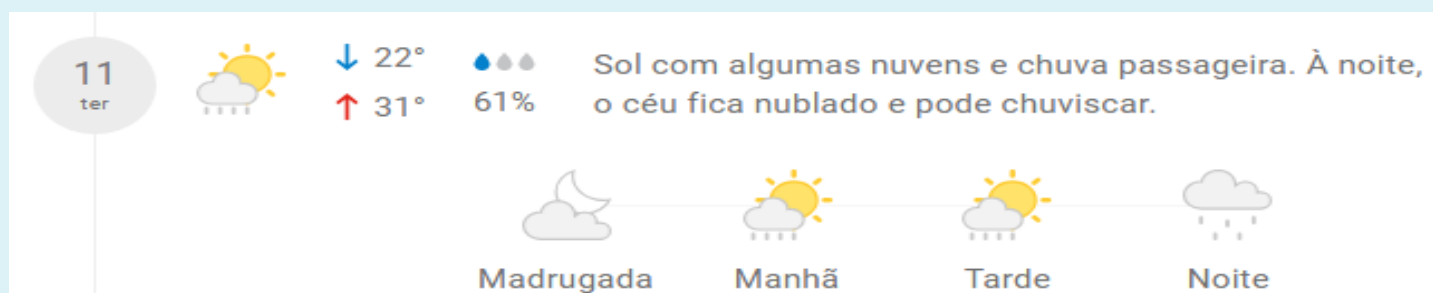 11
ter
22°
31°
61%
Sol com algumas nuvens e chuva passageira. À noite,
o céu fica nublado e pode chuviscar.
Madrugada Manhã Tarde Noite